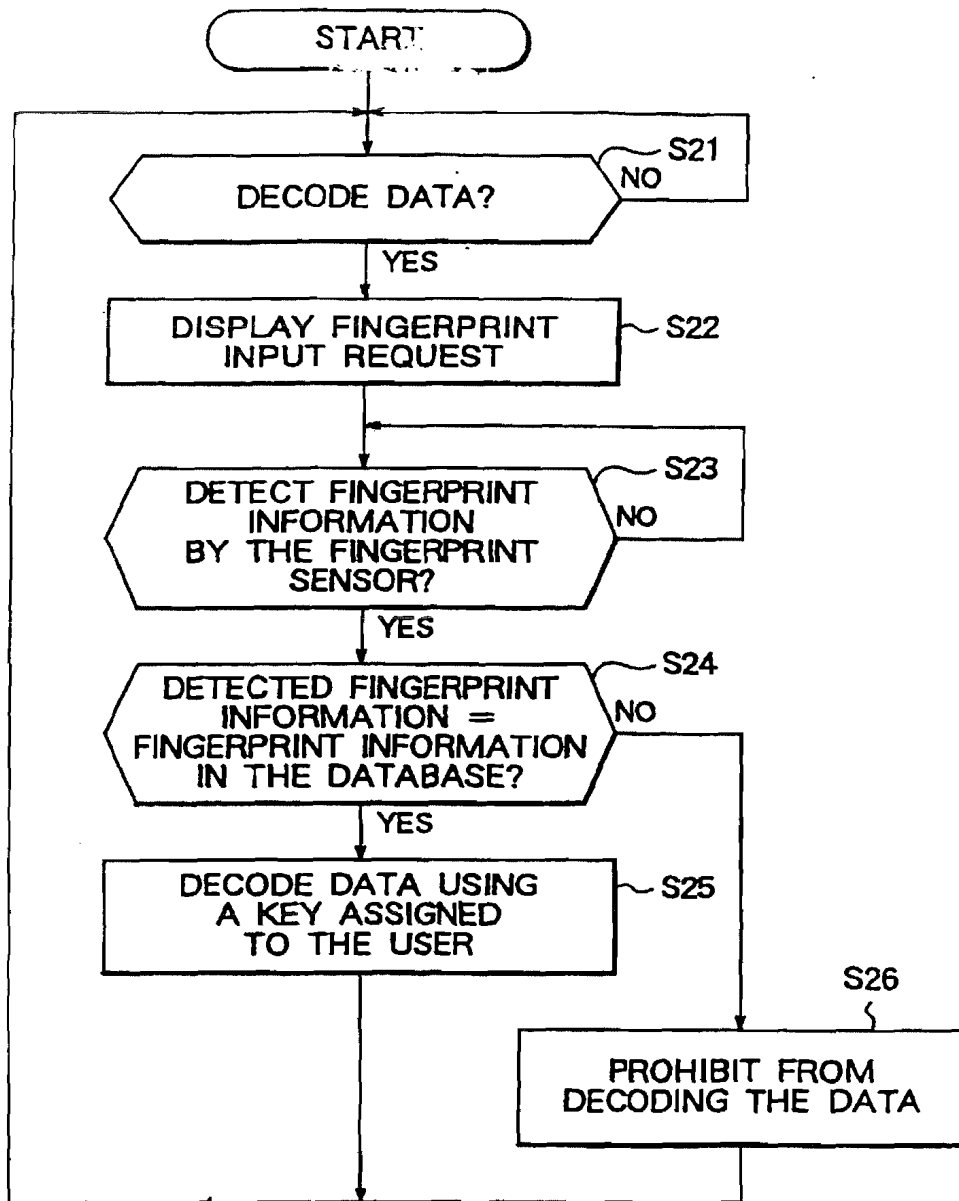 START
S21
DECODE DATA?
NO
YES
DISPLAY FINGERPRINT
INPUT REQUEST
S22
S23
DETECT FINGERPRINT
INFORMATION
BY THE FINGERPRINT
SENSOR?
NO
YES
S24
DETECTED FINGERPRINT
INFORMATION =
FINGERPRINT INFORMATION
IN THE DATABASE?
NO
YES
DECODE DATA USING
A KEY ASSIGNED
TO THE USER
S25
S26
PROHIBIT FROM
DECODING THE DATA